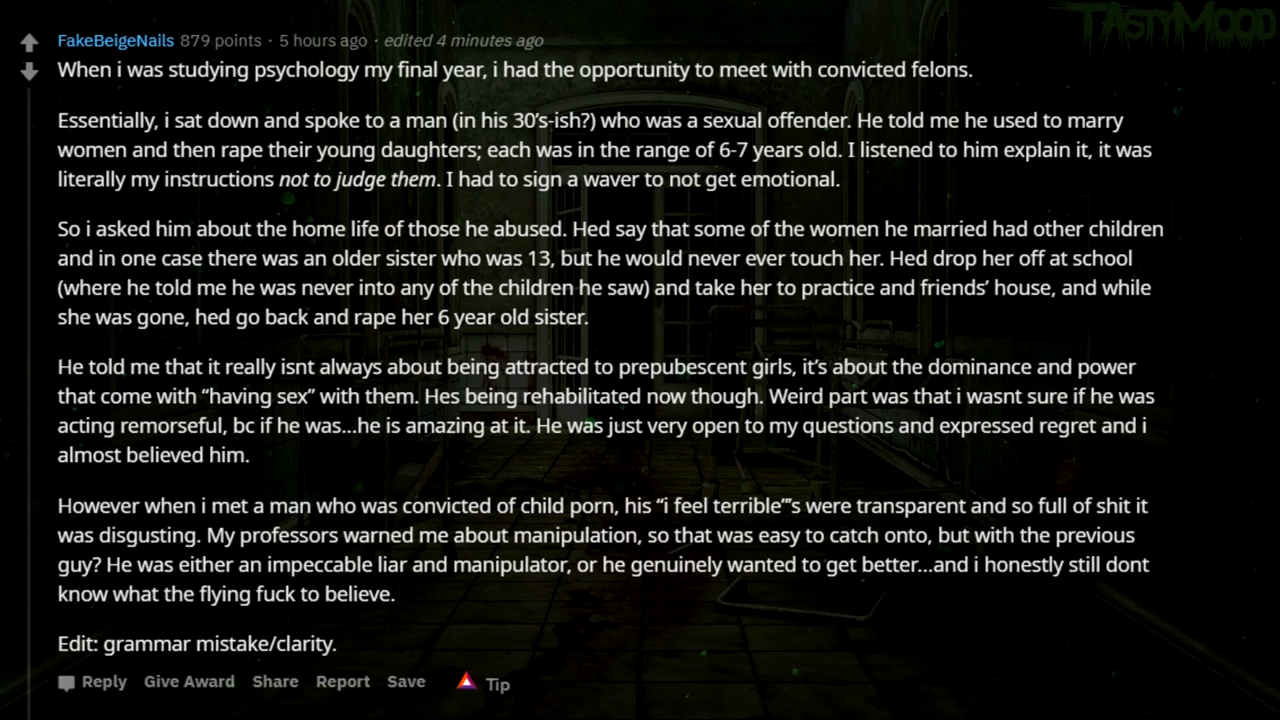 TASTYMOOD
FakeBeigeNails 879 points · 5 hours ago · edited 4 minutes ago
When i was studying psychology my final year, i had the opportunity to meet with convicted felons.
Essentially, i sat down and spoke to a man (in his 30's-ish?) who was a sexual offender. He told me he used to marry
women and then rape their young daughters; each was in the range of 6-7 years old. I listened to him explain it, it was
literally my instructions not to judge them. I had to sign a waver to not get emotional.
So i asked him about the home life of those he abused. Hed say that some of the women he married had other children
and in one case there was an older sister who was 13, but he would never ever touch her. Hed drop her off at school
(where he told me he was never into any of the children he saw) and take her to practice and friends' house, and while
she was gone, hed go back and rape her 6 year old sister.
He told me that it really isnt always about being attracted to prepubescent girls, it's about the dominance and power
that come with “having sex” with them. Hes being rehabilitated now though. Weird part was that i wasnt sure if he was
acting remorseful, bc if he was...he is amazing at it. He was just very open to my questions and expressed regret and i
almost believed him.
However when i met a man who was convicted of child porn, his “i feel terrible”'s were transparent and so full of shit it
was disgusting. My professors warned me about manipulation, so that was easy to catch onto, but with the previous
guy? He was either an impeccable liar and manipulator, or he genuinely wanted to get better...and i honestly still dont
know what the flying fuck to believe.
Edit: grammar mistake/clarity.
Reply Give Award Share Report Save Tip